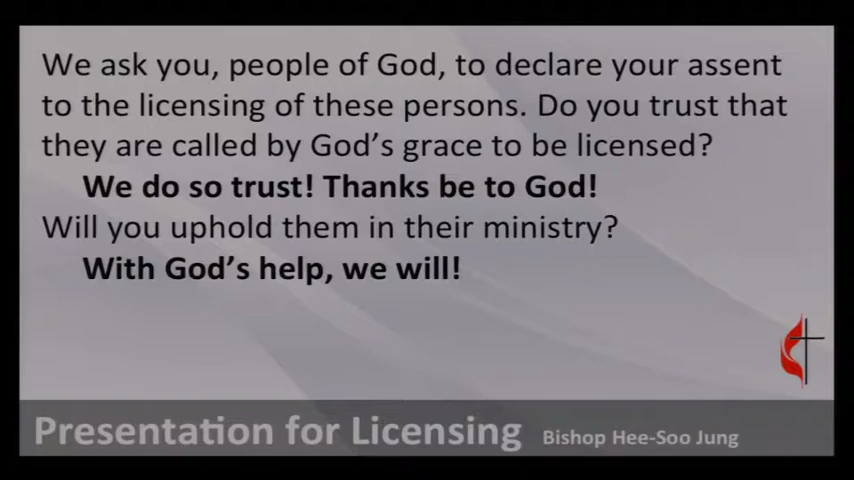 We ask you, people of God, to declare your assent
to the licensing of these persons. Do you trust that
they are called by God’s grace to be licensed?
We do so trust! Thanks be to God!
Will you uphold them in their ministry?
With God’s help, we will!
Presentation for Licensing Bishop Hee-Soo Jung